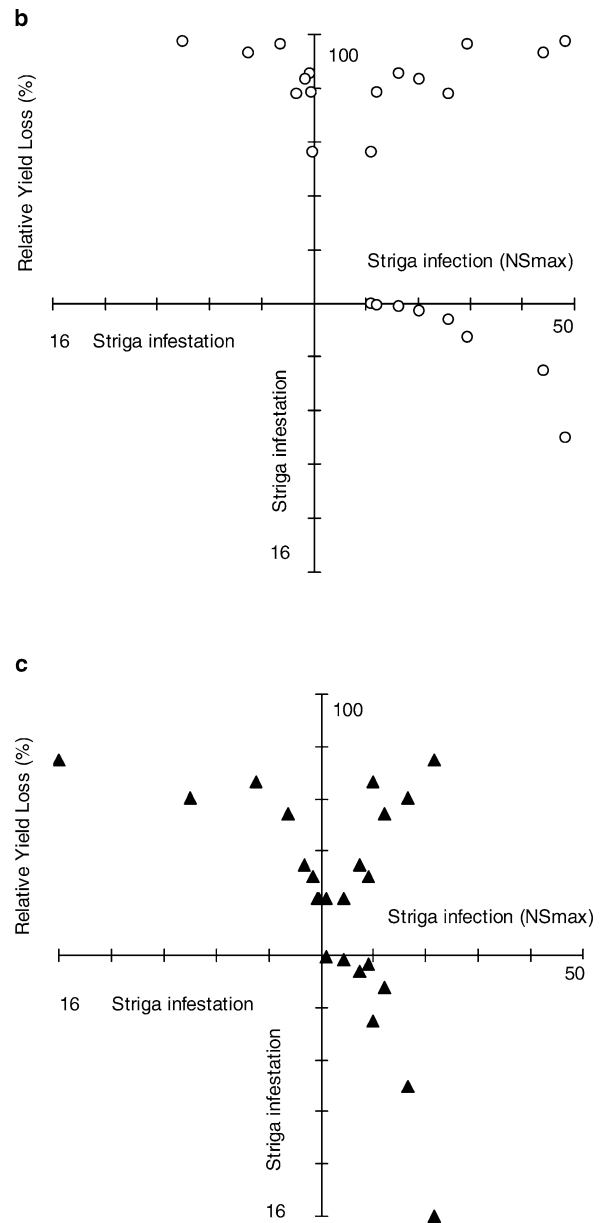 b
100
Relative Yield Loss (%)
Striga infection (NSmax)
50
16 Striga infestation
Striga infestation
16
c
100
Relative Yield Loss (%)
Striga infection (NSmax)
50
16 Striga infestation
Striga infestation
16